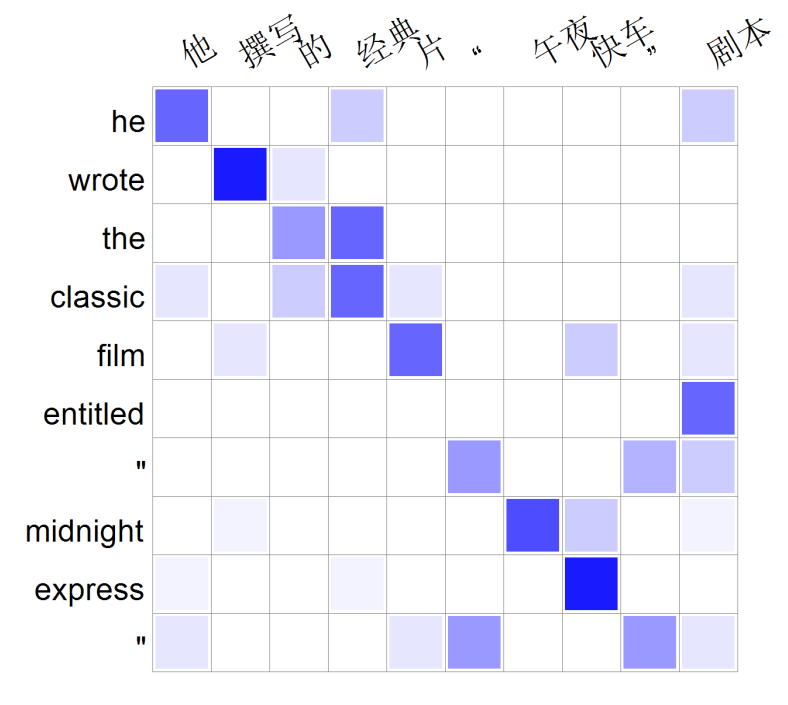 他 撰写 的 经典 片 “ 午夜 快车 ” 剧本
he
wrote
the
classic
film
entitled
"
midnight
express
"